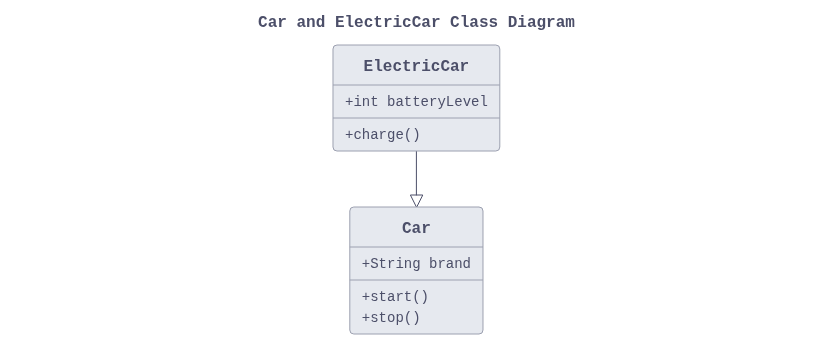 Car and ElectricCar Class Diagram
ElectricCar
+int batteryLevel
+charge()
Car
+String brand
+start()
+stop()